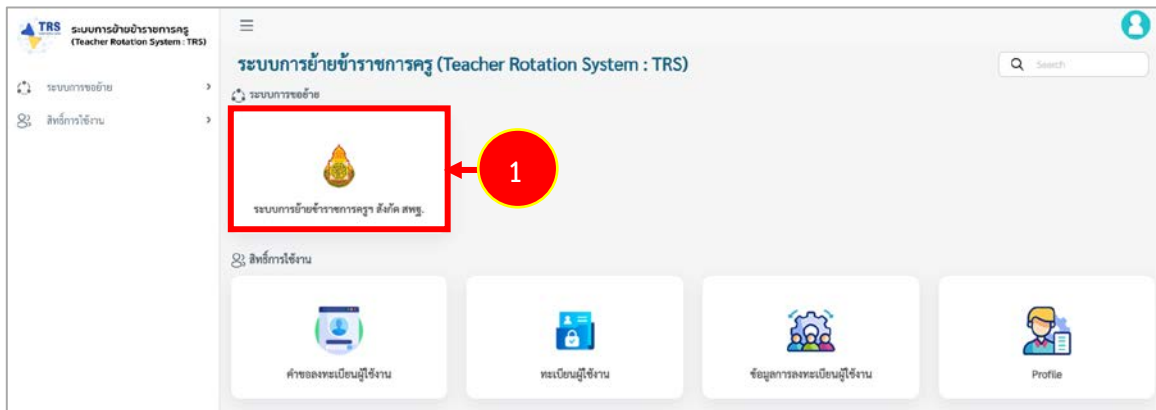 TRS ระบบการย้ายข้าราชการครู
(Teacher Rotation System : TRS)
ระบบการขอย้าย
สิทธิ์การใช้งาน
ระบบการย้ายข้าราชการครู (Teacher Rotation System : TRS)
Search
ระบบการขอย้าย
ระบบการย้ายข้าราชการครูฯ สังกัด สพฐ.
1
สิทธิ์การใช้งาน
คำขอลงทะเบียนผู้ใช้งาน
ทะเบียนผู้ใช้งาน
ข้อมูลการลงทะเบียนผู้ใช้งาน
Profile